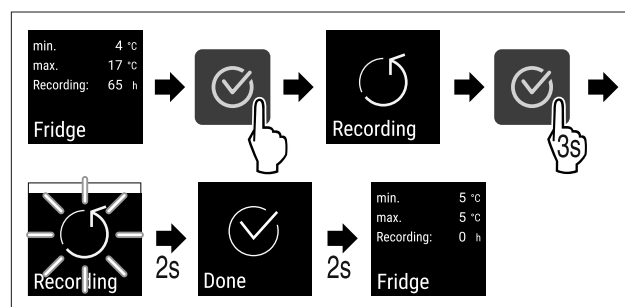 min. 4 °C
max. 17 °C
Recording: 65 h
Fridge
Recording
3s
Recording
2s
Done
2s
min. 5 °C
max. 5 °C
Recording: 0 h
Fridge